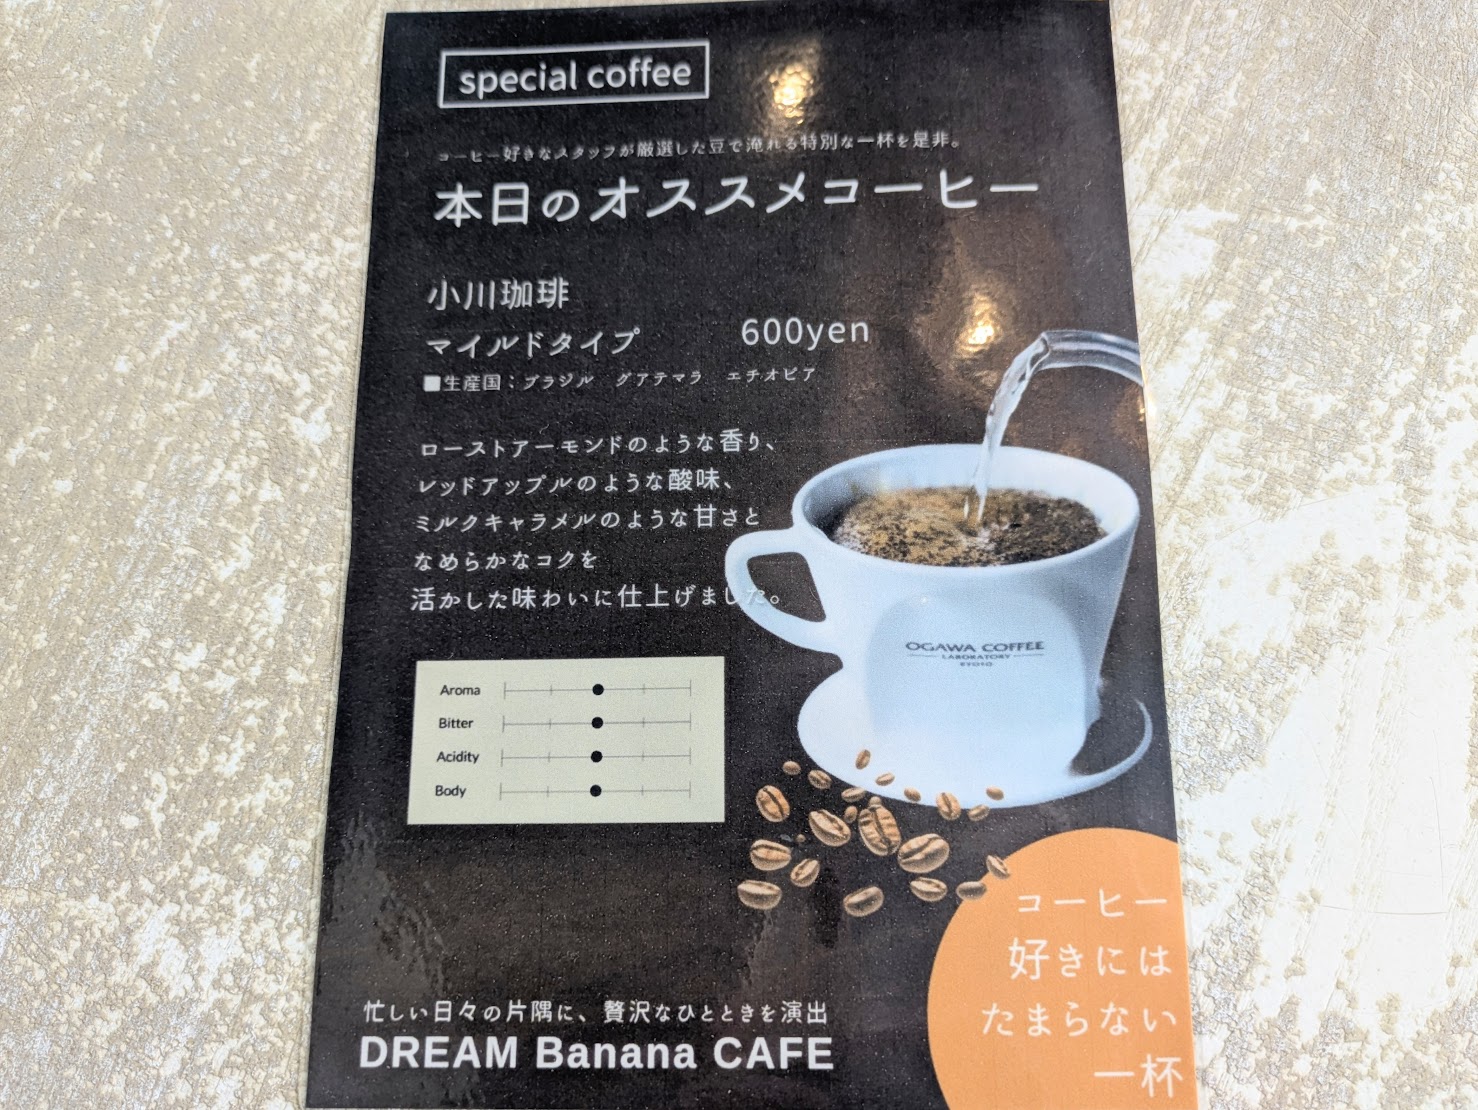 special coffee
コーヒー好きなスタッフが厳選した豆で淹れる特別な一杯を是非。
本日のオススメコーヒー
小川珈琲
マイルドタイプ 600yen
■生産国：ブラジル グアテマラ エチオピア
ローストアーモンドのような香り、
レッドアップルのような酸味、
ミルクキャラメルのような甘さと
なめらかなコクを
活かした味わいに仕上げました。
OGAWA COFFEE
LABORATORY
KYOTO
Aroma
Bitter
Acidity
Body
コーヒー
好きには
たまらない
一杯
忙しい日々の片隅に、贅沢なひとときを演出
DREAM Banana CAFE